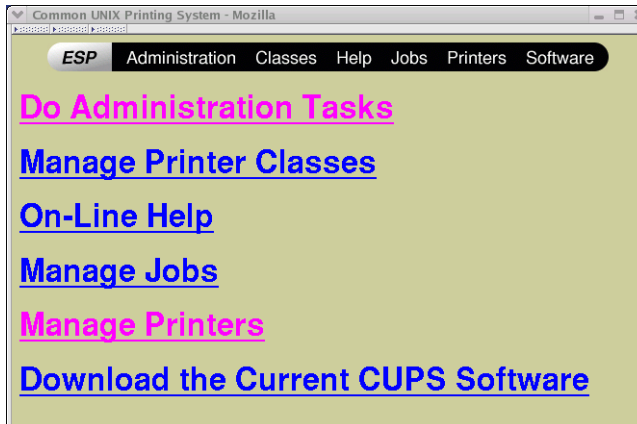 Common UNIX Printing System - Mozilla
ESP Administration Classes Help Jobs Printers Software
Do Administration Tasks
Manage Printer Classes
On-Line Help
Manage Jobs
Manage Printers
Download the Current CUPS Software